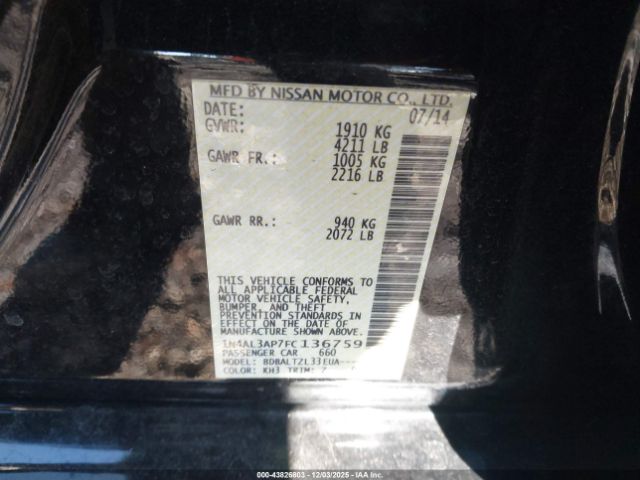 MFD BY NISSAN MOTOR CO., LTD.
DATE: 07/14
GVWR: 1910 KG
4211 LB
GAWR FR.: 1005 KG
2216 LB
GAWR RR.: 940 KG
2072 LB
THIS VEHICLE CONFORMS TO
ALL APPLICABLE FEDERAL
MOTOR VEHICLE SAFETY,
BUMPER, AND THEFT
PREVENTION STANDARDS
IN EFFECT ON THE DATE OF
MANUFACTURE SHOWN ABOVE.
1N4AL3AP7FC136759
PASSENGER CAR 660
MODEL: BDBALTZL33EUA---
COLOR: KH3 TRIM:
000-43826803 - 12/03/2025 - IAAI.COM